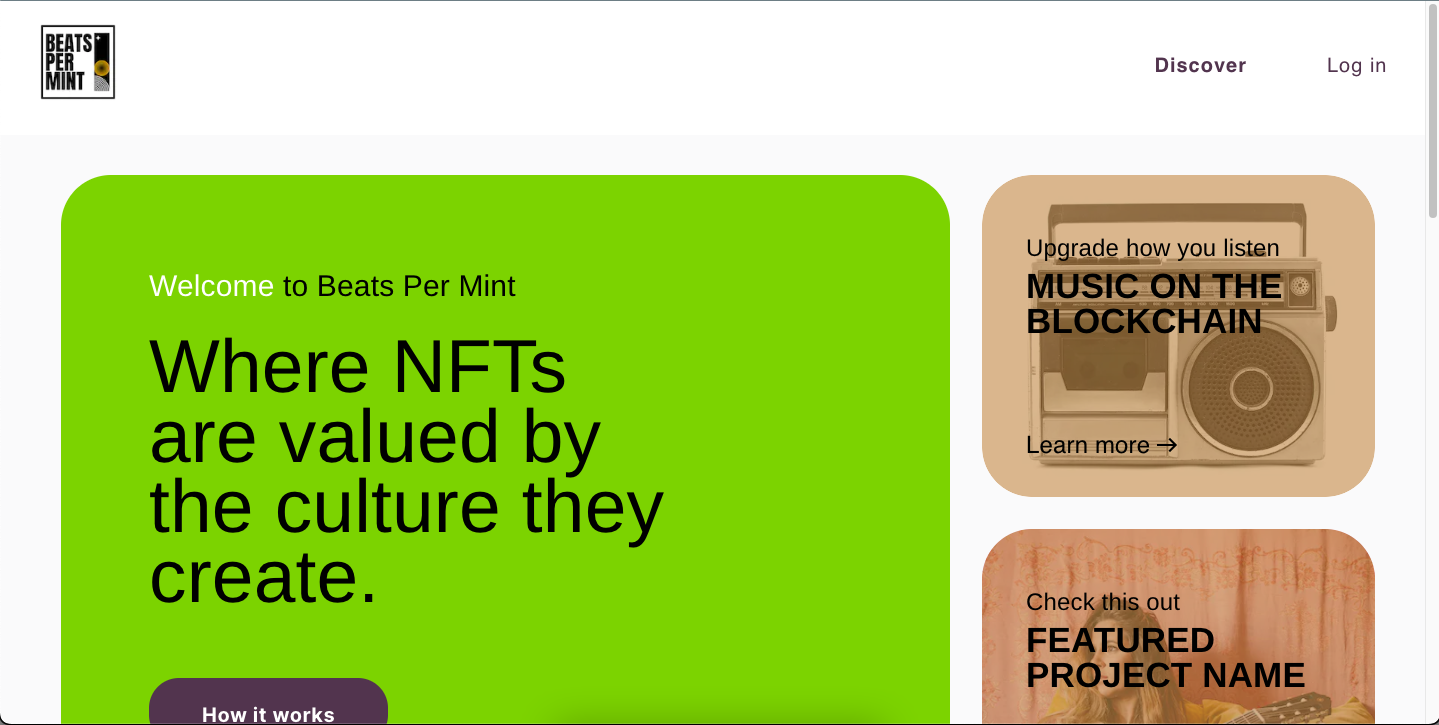 BEATS
PER
MINT
Discover
Log in
Welcome to Beats Per Mint
Where NFTs
are valued by
the culture they
create.
How it works
Upgrade how you listen
MUSIC ON THE
BLOCKCHAIN
Learn more →
Check this out
FEATURED
PROJECT NAME